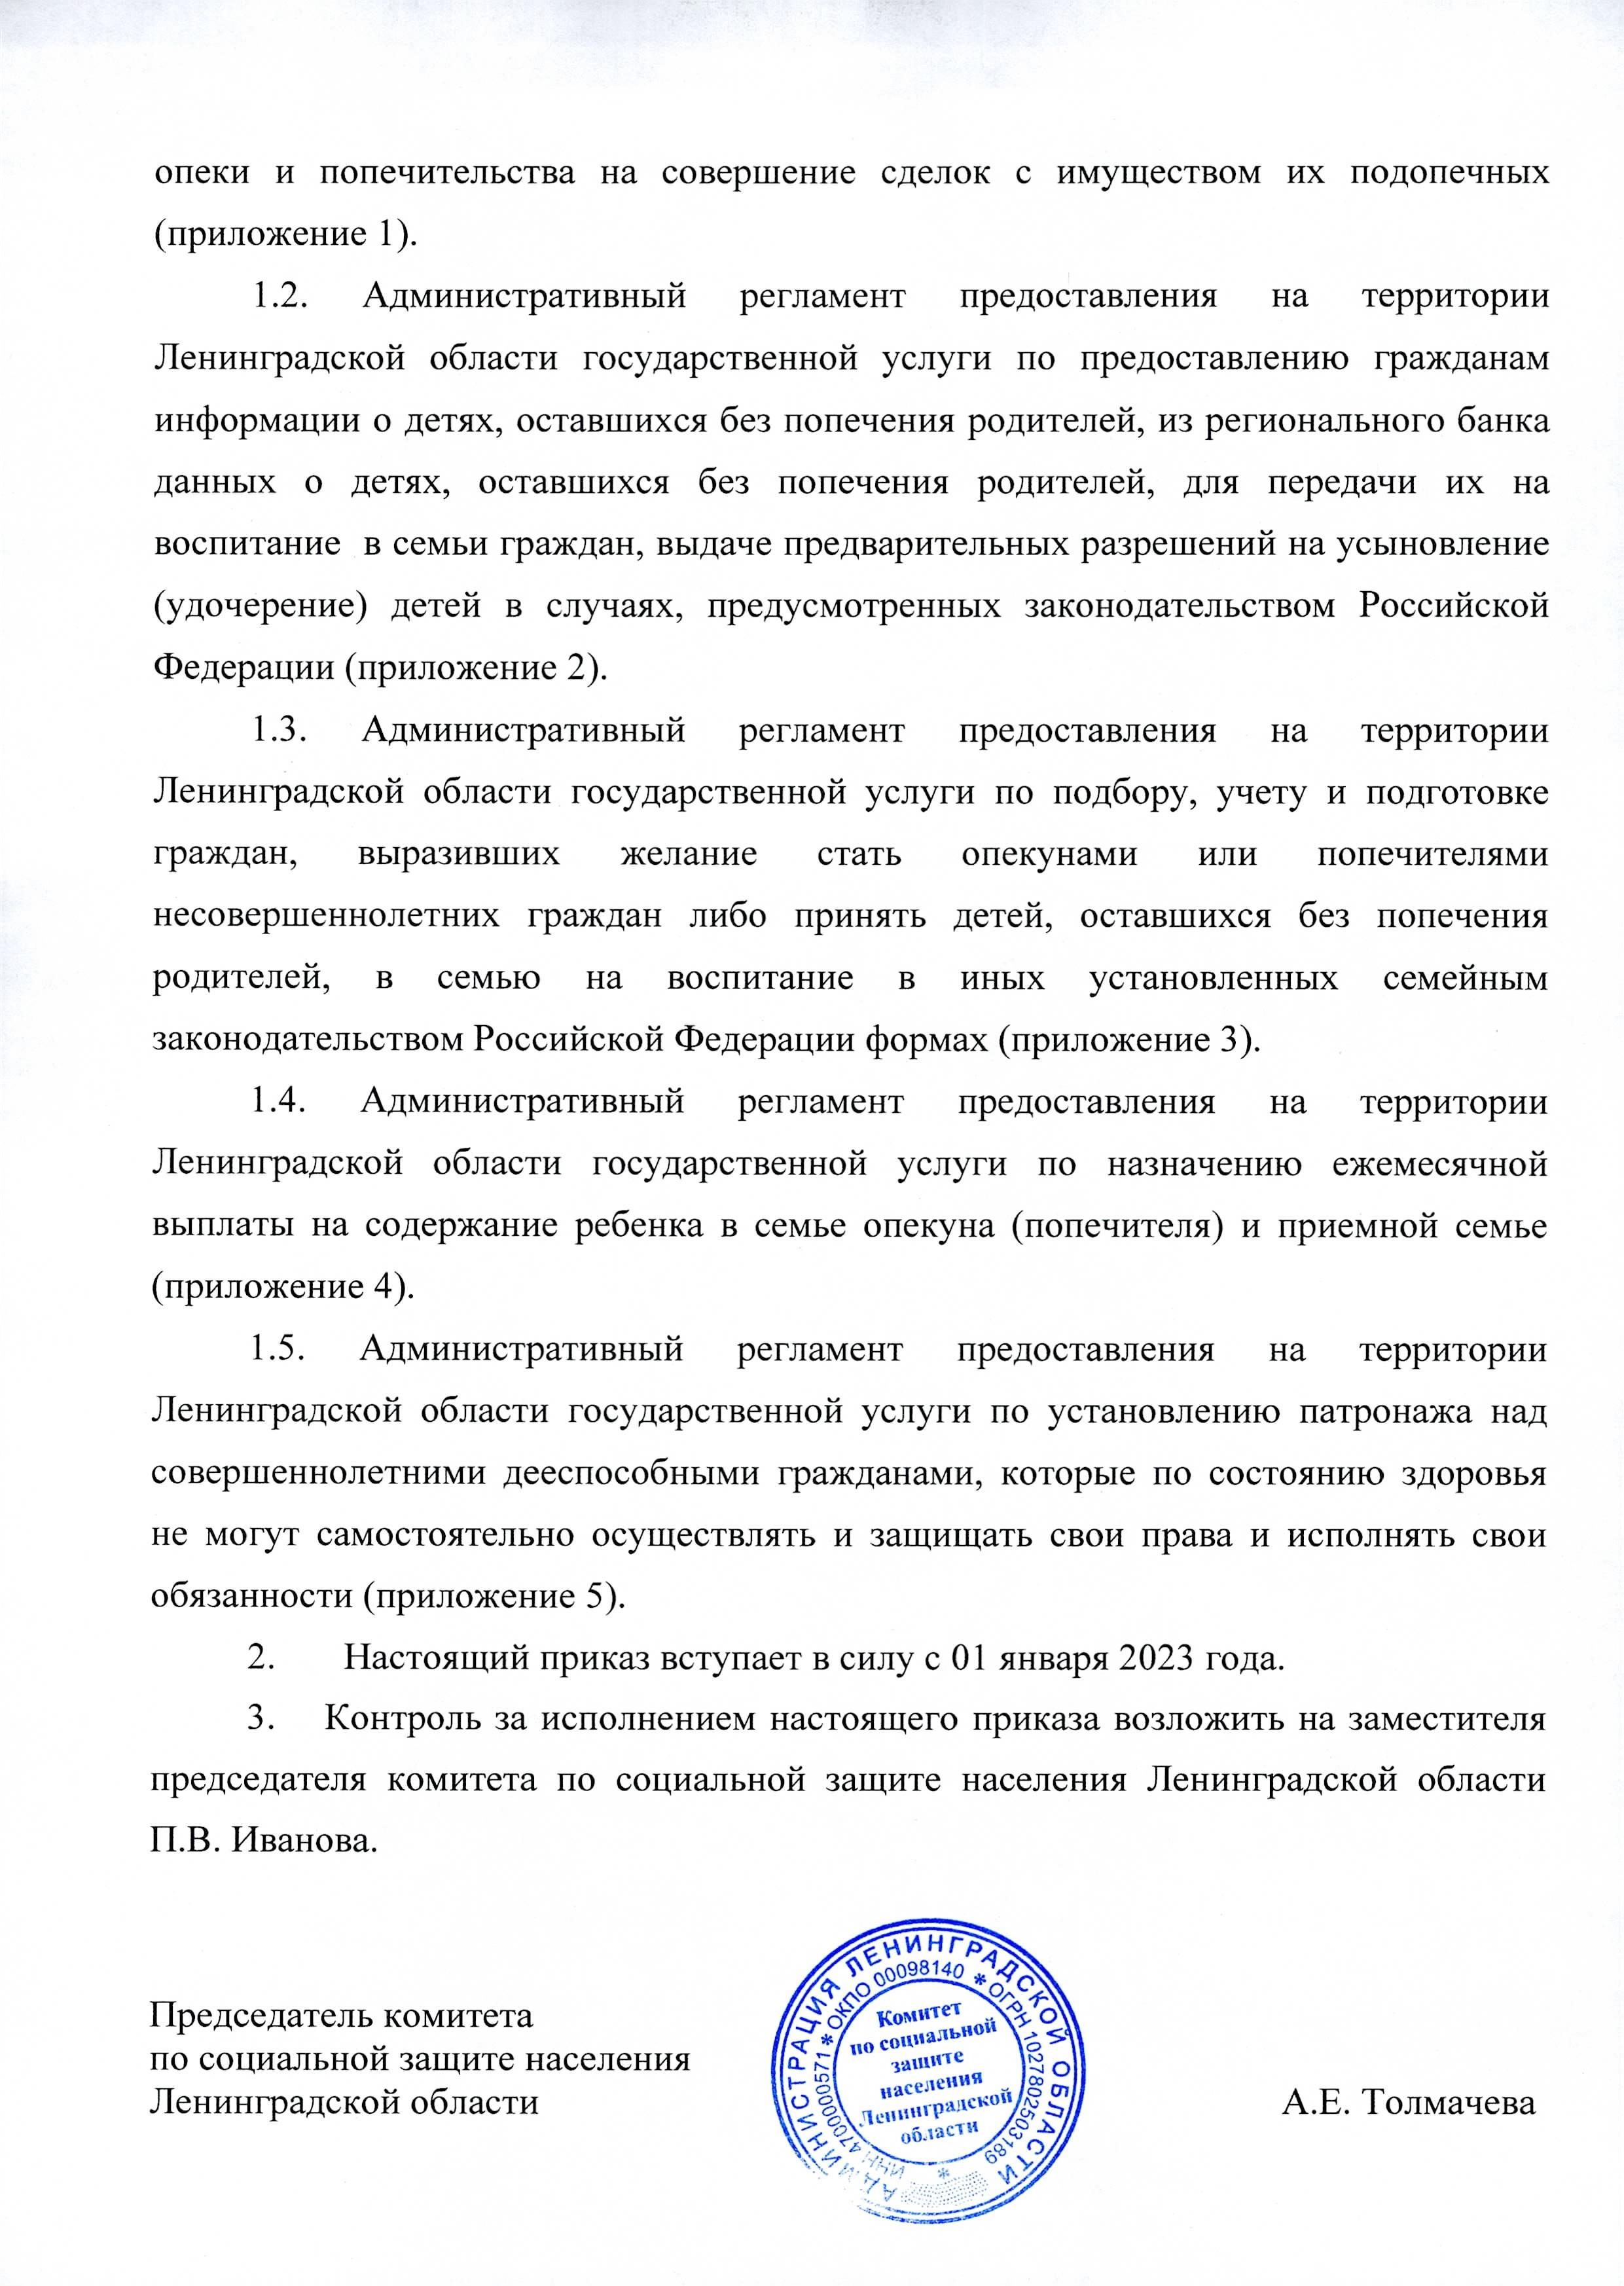 опеки и попечительства на совершение сделок с имуществом их подопечных
(приложение 1).
1.2. Административный регламент предоставления на территории
Ленинградской области государственной услуги по предоставлению гражданам
информации о детях, оставшихся без попечения родителей, из регионального банка
данных о детях, оставшихся без попечения родителей, для передачи их на
воспитание в семьи граждан, выдаче предварительных разрешений на усыновление
(удочерение) детей в случаях, предусмотренных законодательством Российской
Федерации (приложение 2).
1.3. Административный регламент предоставления на территории
Ленинградской области государственной услуги по подбору, учету и подготовке
граждан, выразивших желание стать опекунами или попечителями
несовершеннолетних граждан либо принять детей, оставшихся без попечения
родителей, в семью на воспитание в иных установленных семейным
законодательством Российской Федерации формах (приложение 3).
1.4. Административный регламент предоставления на территории
Ленинградской области государственной услуги по назначению ежемесячной
выплаты на содержание ребенка в семье опекуна (попечителя) и приемной семье
(приложение 4).
1.5. Административный регламент предоставления на территории
Ленинградской области государственной услуги по установлению патронажа над
совершеннолетними дееспособными гражданами, которые по состоянию здоровья
не могут самостоятельно осуществлять и защищать свои права и исполнять свои
обязанности (приложение 5).
2. Настоящий приказ вступает в силу с 01 января 2023 года.
3. Контроль за исполнением настоящего приказа возложить на заместителя
председателя комитета по социальной защите населения Ленинградской области
П.В. Иванова.
Председатель комитета
по социальной защите населения
Ленинградской области
А.Е. Толмачева
АДМИНИСТРАЦИЯ ЛЕНИНГРАДСКОЙ ОБЛАСТИ
ИНН 4700000571 * ОКПО 00098140 * ОГРН 1027802503189 *
Комитет
по социальной
защите
населения
Ленинградской
области